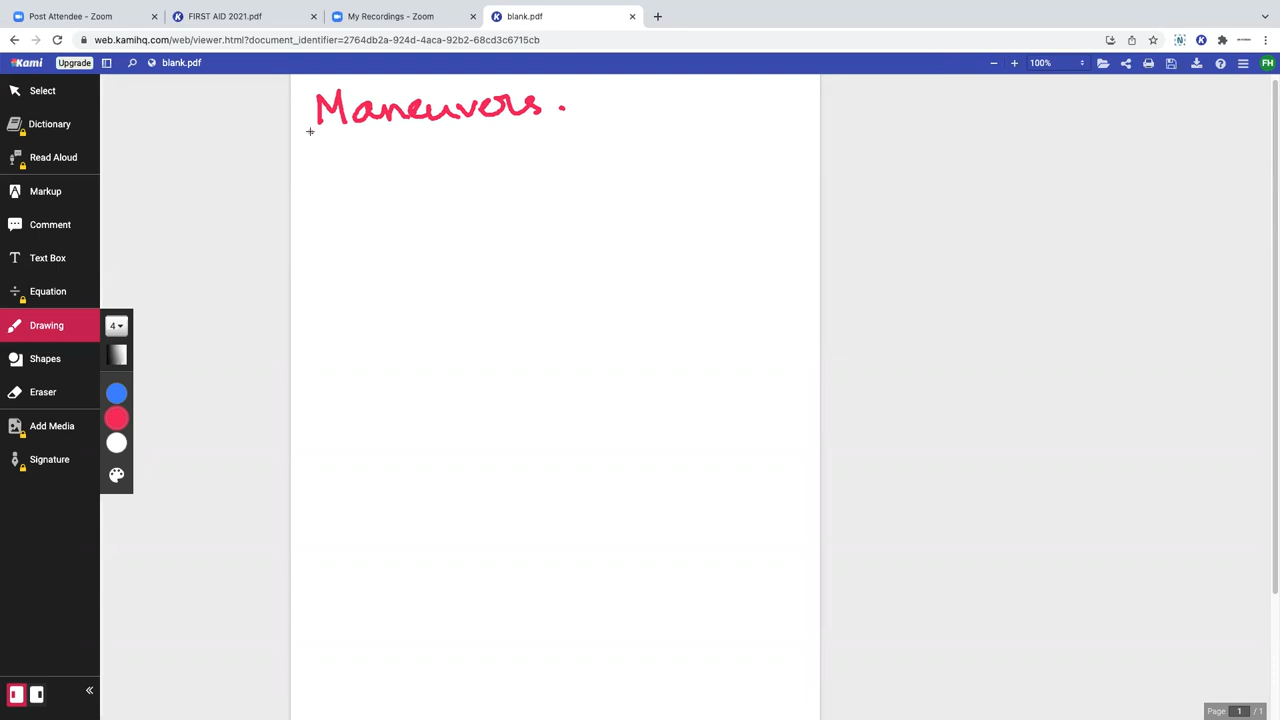 Post Attendee - Zoom
FIRST AID 2021.pdf
My Recordings - Zoom
blank.pdf
web.kamihq.com/web/viewer.html?document_identifier=2764db2a-924d-4aca-92b2-68cd3c6715cb
Kami Upgrade blank.pdf 100% FH
Select
Dictionary
Read Aloud
Markup
Comment
Text Box
Equation
Drawing
Shapes
Eraser
Add Media
Signature
4
Maneuvers.
Page 1 / 1